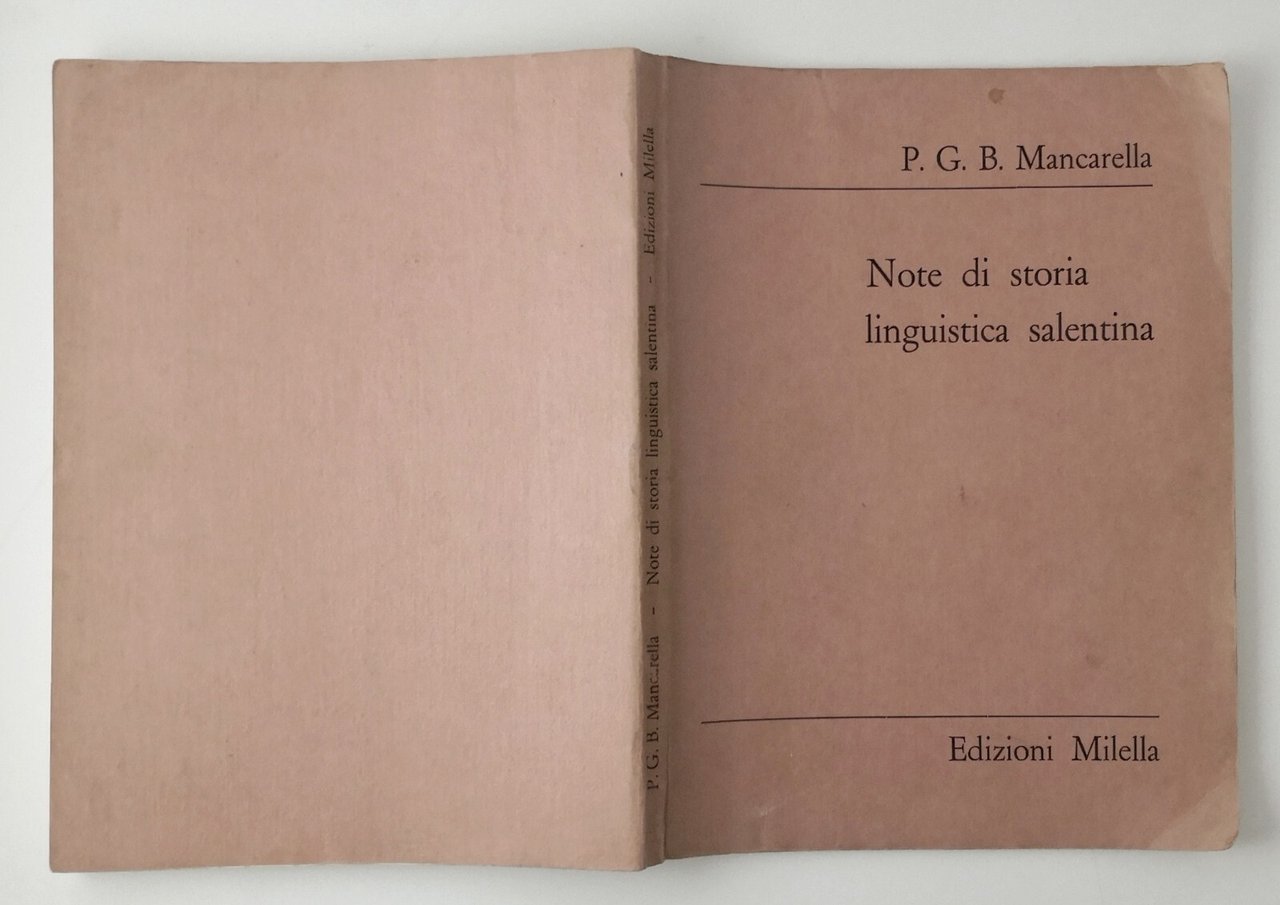 P. G. B. Mancarella
Note di storia
linguistica salentina
Edizioni Milella
P. G. B. Mancarella - Note di storia linguistica salentina - Edizioni Milella